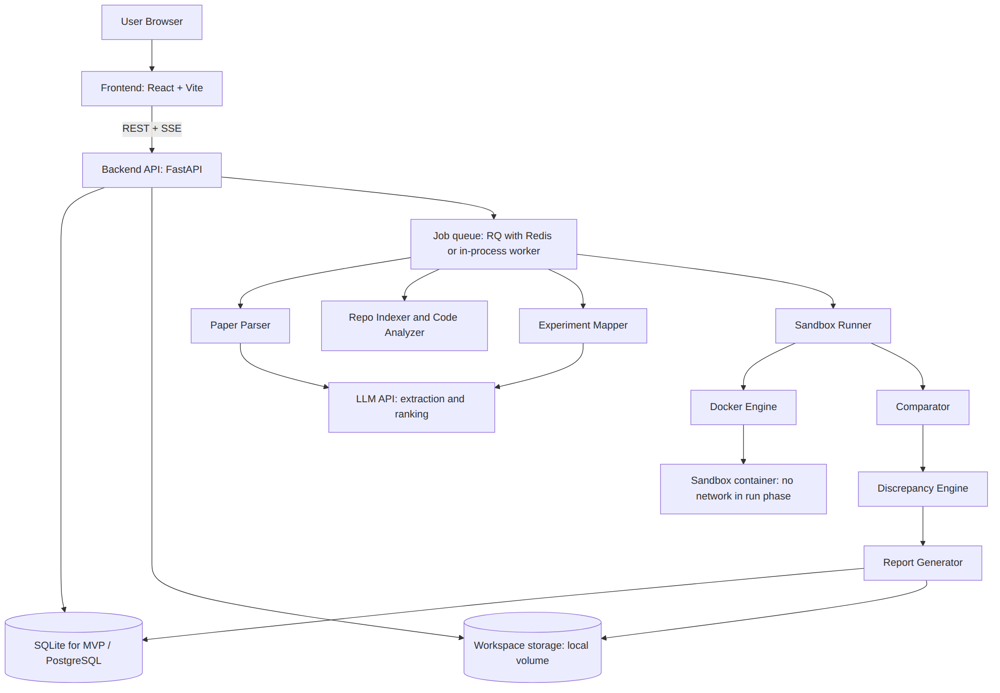 User Browser
Frontend: React + Vite
REST + SSE
Backend API: FastAPI
Job queue: RQ with Redis
or in-process worker
Paper Parser
Repo Indexer and Code
Analyzer
Experiment Mapper
Sandbox Runner
LLM API: extraction and
ranking
Docker Engine
Comparator
Sandbox container: no
network in run phase
Discrepancy Engine
Report Generator
SQLite for MVP /
PostgreSQL
Workspace storage: local
volume